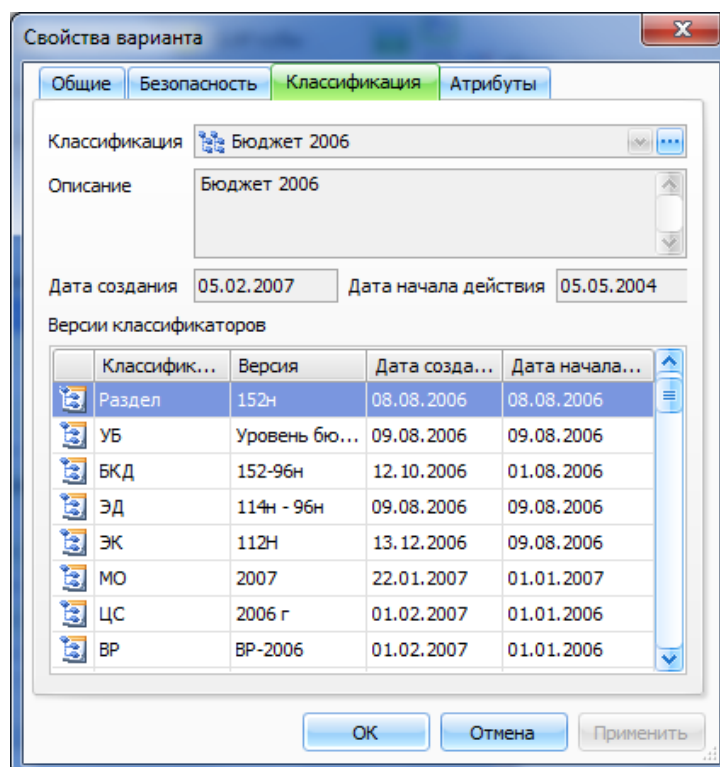 Свойства варианта
Общие Безопасность Классификация Атрибуты
Классификация Бюджет 2006
Описание Бюджет 2006
Дата создания 05.02.2007 Дата начала действия 05.05.2004
Версии классификаторов
Классифик... Версия Дата созда... Дата начала...
Раздел 152н 08.08.2006 08.08.2006
УБ Уровень бю... 09.08.2006 09.08.2006
БКД 152-96н 12.10.2006 01.08.2006
ЭД 114н - 96н 09.08.2006 09.08.2006
ЭК 112Н 13.12.2006 09.08.2006
МО 2007 22.01.2007 01.01.2007
ЦС 2006 г 01.02.2007 01.01.2006
ВР ВР-2006 01.02.2007 01.01.2006
ОК Отмена Применить